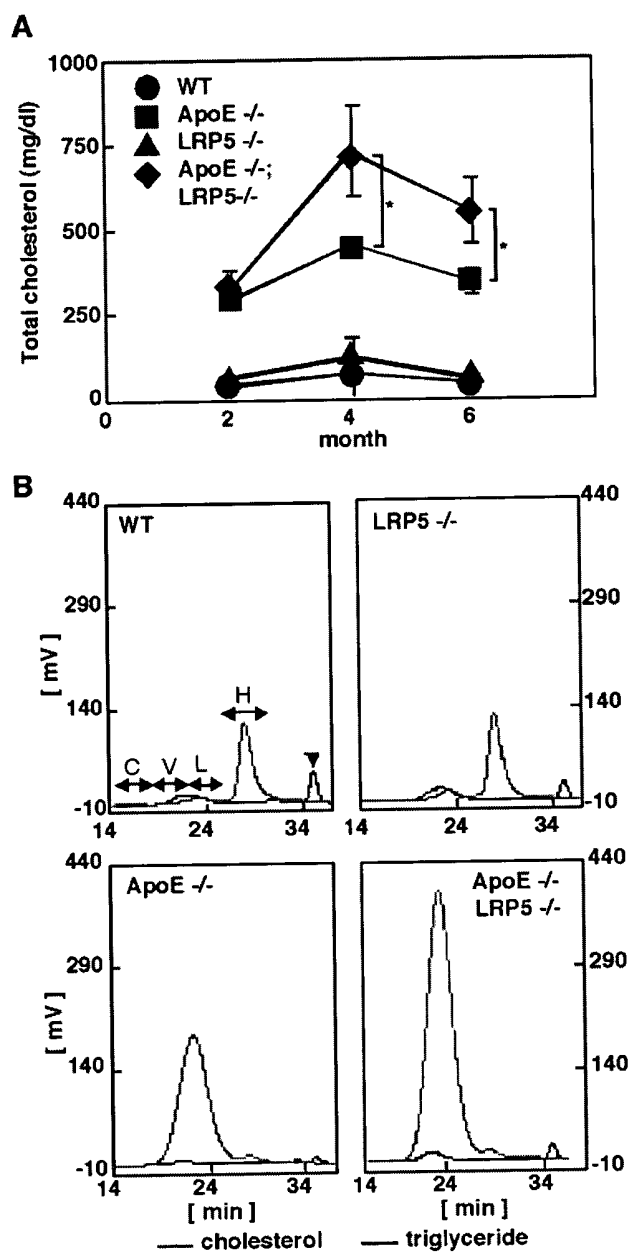 A
1000
750
500
250
0
Total cholesterol (mg/dl)
WT
ApoE -/-
LRP5 -/-
ApoE -/-;
LRP5-/-
*
*
0
2
4
6
month
B
440
290
140
-10
[ mV ]
WT
C
V
L
H
14
24
34
LRP5 -/-
440
290
140
-10
14
24
34
440
290
140
-10
[ mV ]
ApoE -/-
14
24
34
[ min ]
ApoE -/-
LRP5 -/-
440
290
140
-10
14
24
34
[ min ]
cholesterol
triglyceride